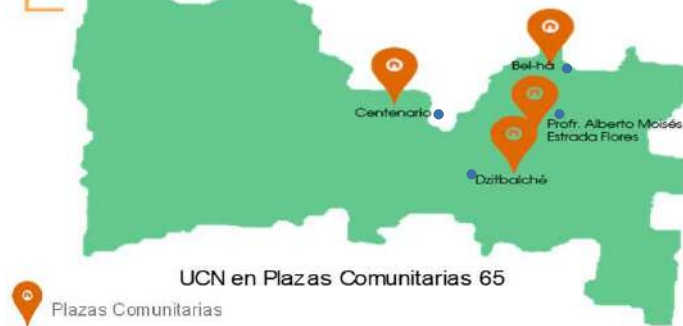 Bel-há
Centenario
Profr. Alberto Moisés
Estrada Flores
Dzitbalché
UCN en Plazas Comunitarias 65
Plazas Comunitarias